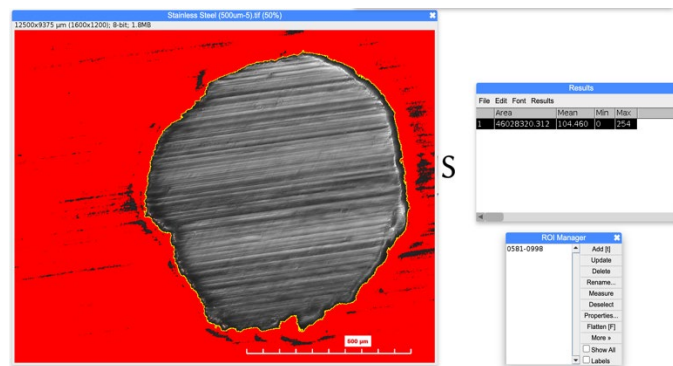 Stainless Steel (500um-5).tif (50%)
12500x9375 µm (1600x1200); 8-bit; 1.8MB
600 µm
S
Results
File Edit Font Results
Area Mean Min Max
1 46028320.312 104.460 0 254
ROI Manager
0581-0998
Add [t]
Update
Delete
Rename...
Measure
Deselect
Properties...
Flatten [F]
More »
Show All
Labels